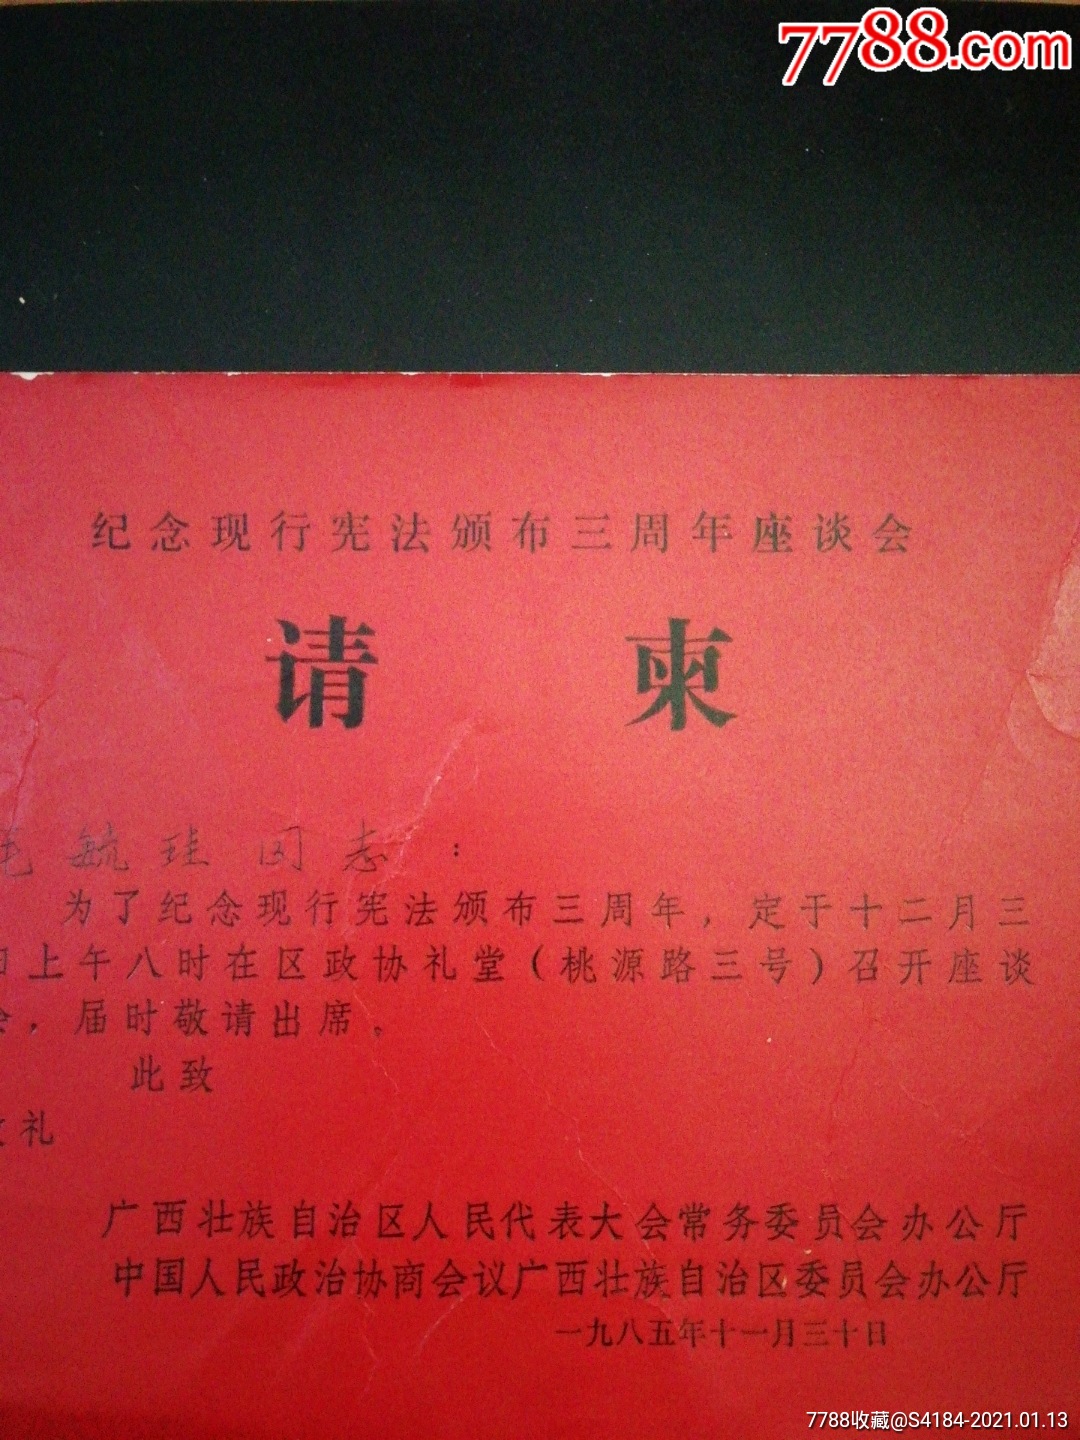 7788.com
纪念现行宪法颁布三周年座谈会
请柬
毓珪同志：
为了纪念现行宪法颁布三周年，定于十二月三
日上午八时在区政协礼堂（桃源路三号）召开座谈
会，届时敬请出席。
此致
敬礼
广西壮族自治区人民代表大会常务委员会办公厅
中国人民政治协商会议广西壮族自治区委员会办公厅
一九八五年十一月三十日
7788收藏@S4184-2021.01.13